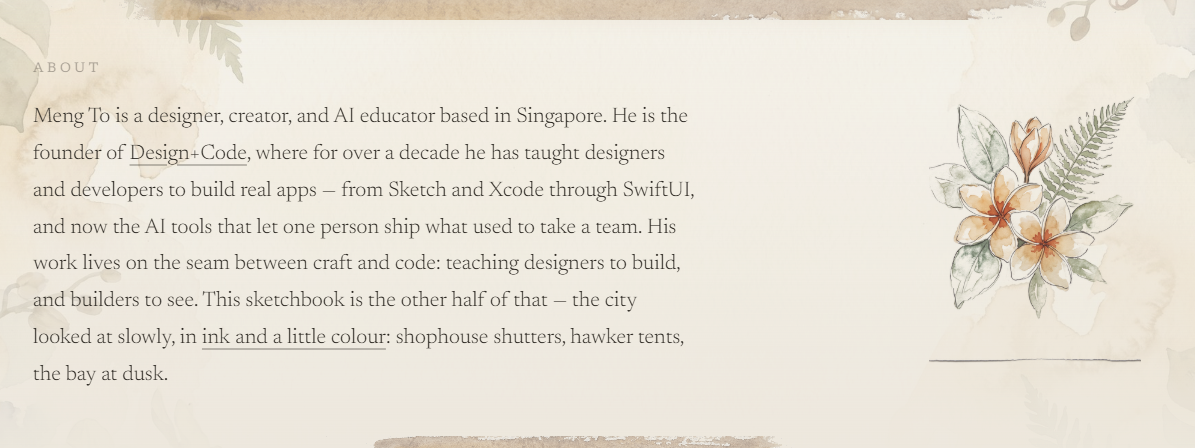 ABOUT
Meng To is a designer, creator, and AI educator based in Singapore. He is the
founder of Design+Code, where for over a decade he has taught designers
and developers to build real apps – from Sketch and Xcode through SwiftUI,
and now the AI tools that let one person ship what used to take a team. His
work lives on the seam between craft and code: teaching designers to build,
and builders to see. This sketchbook is the other half of that – the city
looked at slowly, in ink and a little colour: shophouse shutters, hawker tents,
the bay at dusk.